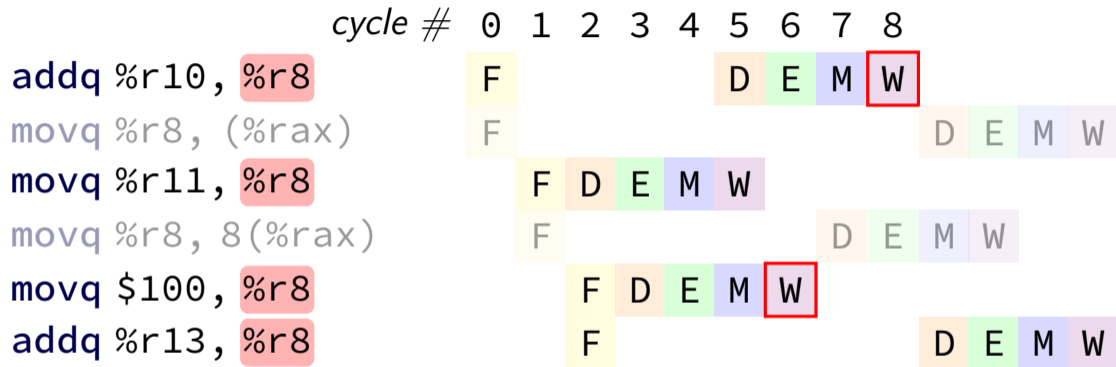 cycle # 0 1 2 3 4 5 6 7 8
addq %r10, %r8 F D E M W
movq %r8, (%rax) F D E M W
movq %r11, %r8 F D E M W
movq %r8, 8(%rax) F D E M W
movq $100, %r8 F D E M W
addq %r13, %r8 F D E M W